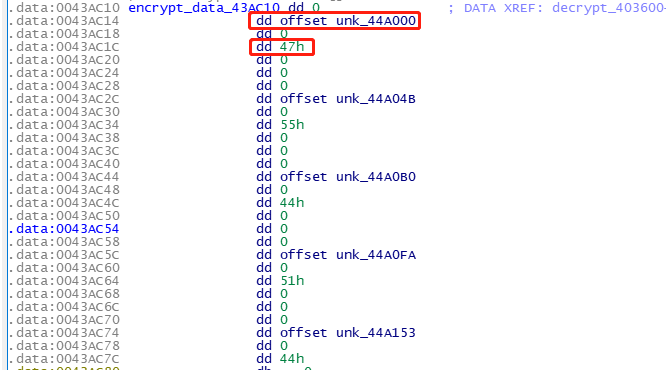 .data:0043AC10 encrypt_data_43AC10 dd 0 ; DATA XREF: decrypt_403600
.data:0043AC14 dd offset unk_44A000
.data:0043AC18 dd 0
.data:0043AC1C dd 47h
.data:0043AC20 dd 0
.data:0043AC24 dd 0
.data:0043AC28 dd 0
.data:0043AC2C dd offset unk_44A04B
.data:0043AC30 dd 0
.data:0043AC34 dd 55h
.data:0043AC38 dd 0
.data:0043AC3C dd 0
.data:0043AC40 dd 0
.data:0043AC44 dd offset unk_44A0B0
.data:0043AC48 dd 0
.data:0043AC4C dd 44h
.data:0043AC50 dd 0
.data:0043AC54 dd 0
.data:0043AC58 dd 0
.data:0043AC5C dd offset unk_44A0FA
.data:0043AC60 dd 0
.data:0043AC64 dd 51h
.data:0043AC68 dd 0
.data:0043AC6C dd 0
.data:0043AC70 dd 0
.data:0043AC74 dd offset unk_44A153
.data:0043AC78 dd 0
.data:0043AC7C dd 44h
.data:0043AC80 db 0